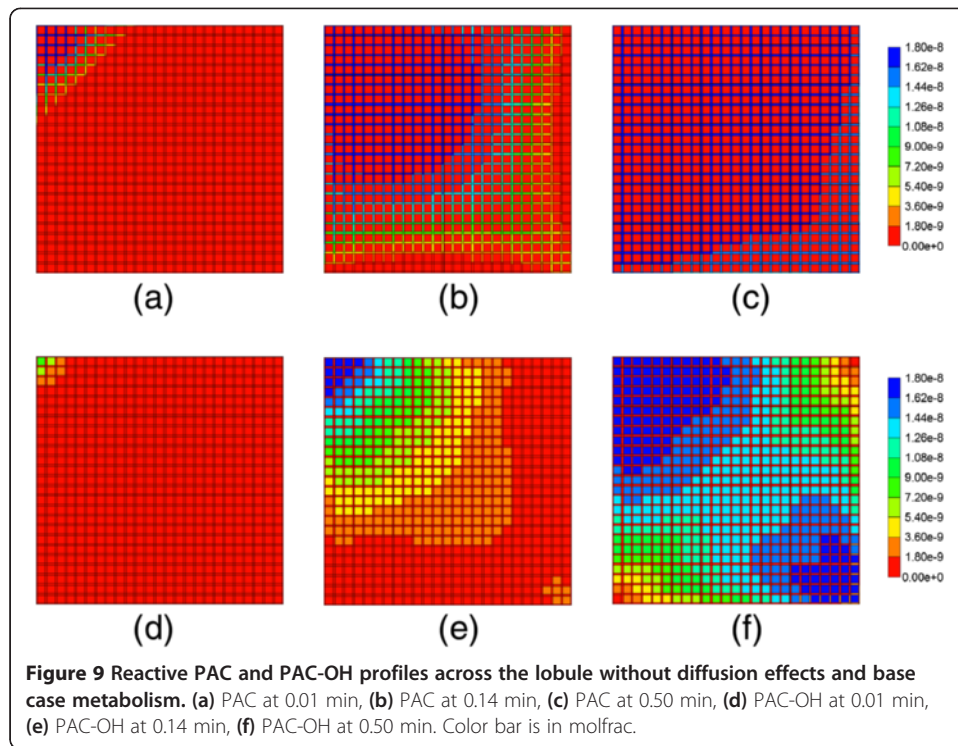 1.80e-8
1.62e-8
1.44e-8
1.26e-8
1.08e-8
9.00e-9
7.20e-9
5.40e-9
3.60e-9
1.80e-9
0.00e+0
(a)
(b)
(c)
1.80e-8
1.62e-8
1.44e-8
1.26e-8
1.08e-8
9.00e-9
7.20e-9
5.40e-9
3.60e-9
1.80e-9
0.00e+0
(d)
(e)
(f)
Figure 9 Reactive PAC and PAC-OH profiles across the lobule without diffusion effects and base
case metabolism. (a) PAC at 0.01 min, (b) PAC at 0.14 min, (c) PAC at 0.50 min, (d) PAC-OH at 0.01 min,
(e) PAC-OH at 0.14 min, (f) PAC-OH at 0.50 min. Color bar is in molfrac.